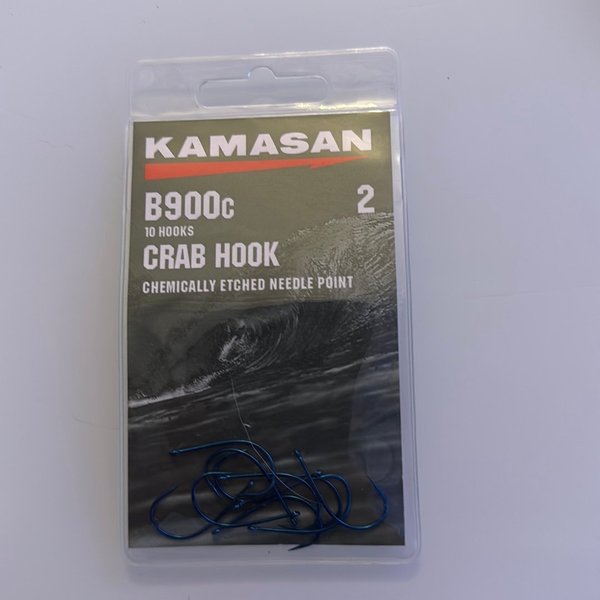 KAMASAN
B900c 2
10 HOOKS
CRAB HOOK
CHEMICALLY ETCHED NEEDLE POINT